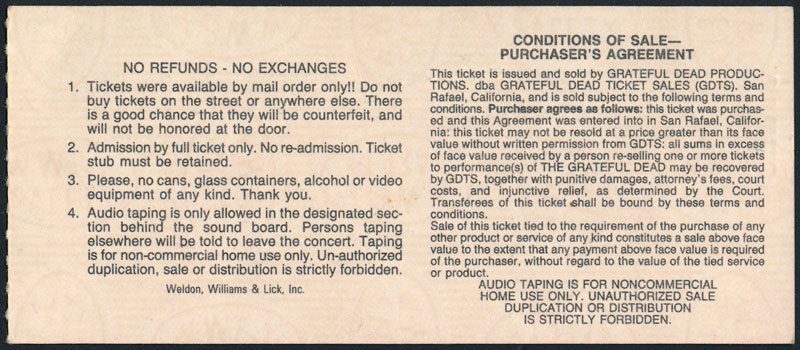 NO REFUNDS - NO EXCHANGES
1. Tickets were available by mail order only!! Do not
buy tickets on the street or anywhere else. There
is a good chance that they will be counterfeit, and
will not be honored at the door.
2. Admission by full ticket only. No re-admission. Ticket
stub must be retained.
3. Please, no cans, glass containers, alcohol or video
equipment of any kind. Thank you.
4. Audio taping is only allowed in the designated sec-
tion behind the sound board. Persons taping
elsewhere will be told to leave the concert. Taping
is for non-commercial home use only. Un-authorized
duplication, sale or distribution is strictly forbidden.
Weldon, Williams & Lick, Inc.
CONDITIONS OF SALE—
PURCHASER'S AGREEMENT
This ticket is issued and sold by GRATEFUL DEAD PRODUC-
TIONS. dba GRATEFUL DEAD TICKET SALES (GDTS). San
Rafael, California, and is sold subject to the following terms and
conditions. Purchaser agrees as follows: this ticket was purchas-
ed and this Agreement was entered into in San Rafael, Califor-
nia: this ticket may not be resold at a price greater than its face
value without written permission from GDTS: all sums in excess
of face value received by a person re-selling one or more tickets
to performance(s) of THE GRATEFUL DEAD may be recovered
by GDTS, together with punitive damages, attorney's fees, court
costs, and injunctive relief, as determined by the Court.
Transferees of this ticket shall be bound by these terms and
conditions.
Sale of this ticket tied to the requirement of the purchase of any
other product or service of any kind constitutes a sale above face
value to the extent that any payment above face value is required
of the purchaser, without regard to the value of the tied service
or product.
AUDIO TAPING IS FOR NONCOMMERCIAL
HOME USE ONLY. UNAUTHORIZED SALE
DUPLICATION OR DISTRIBUTION
IS STRICTLY FORBIDDEN.